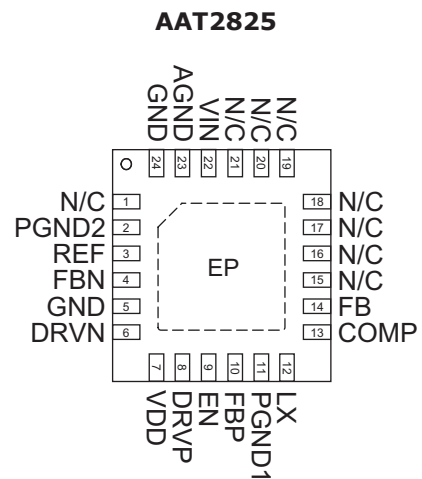 AAT2825
GND
AGND
VIN
N/C
N/C
N/C
24
23
22
21
20
19
N/C 1
PGND2 2
REF 3
FBN 4
GND 5
DRVN 6
EP
18 N/C
17 N/C
16 N/C
15 N/C
14 FB
13 COMP
7
8
9
10
11
12
VDD
DRVP
EN
FBP
PGND1
LX